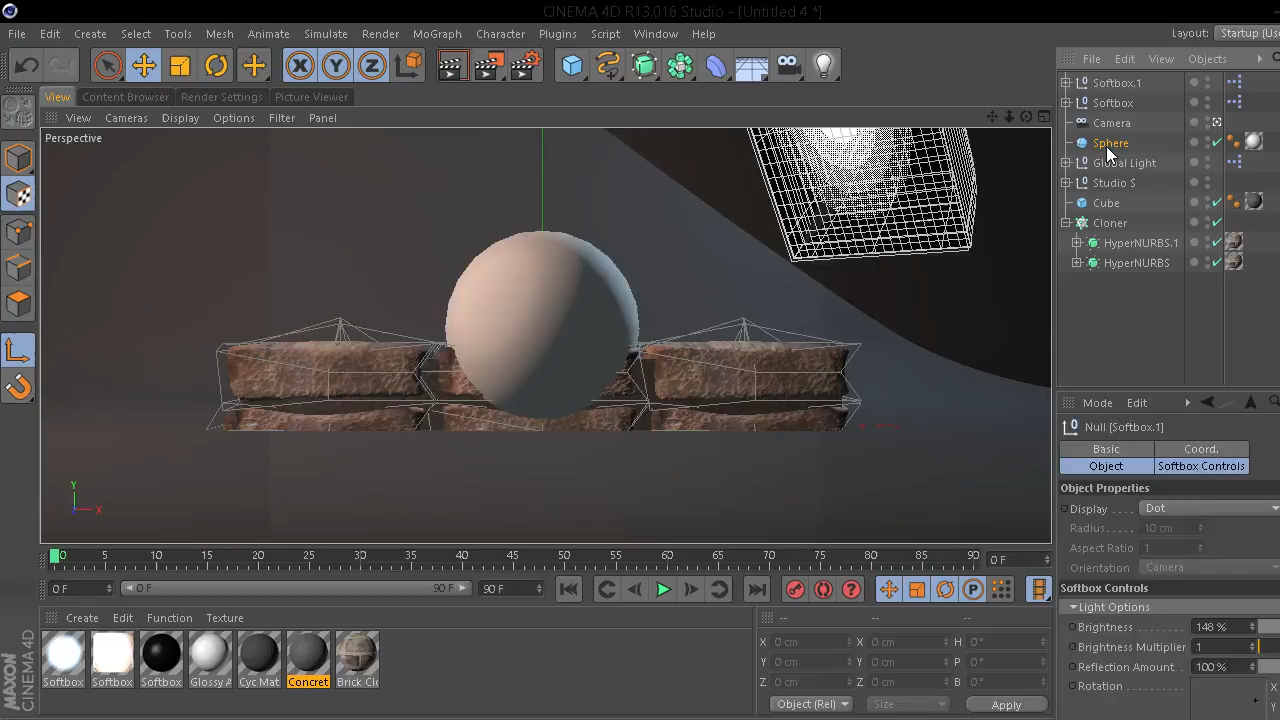 CINEMA 4D R13.016 Studio - [Untitled 4 *]
File Edit Create Select Tools Mesh Animate Simulate Render MoGraph Character Plugins Script Window Help
Layout: Startup (Use
X Y Z
File Edit View Objects
View Content Browser Render Settings Picture Viewer
View Cameras Display Options Filter Panel
Perspective
Y
X
Softbox.1
Softbox
Camera
Sphere
Global Light
Studio S
Cube
Cloner
HyperNURBS.1
HyperNURBS
Mode Edit
Null [Softbox.1]
Basic Coord.
Object Softbox Controls
Object Properties
Display . . . . Dot
Radius . . . . . 10 cm
Aspect Ratio 1
Orientation Camera
Softbox Controls
Light Options
Brightness . . . . . 148 %
Brightness Multiplier 1
Reflection Amount . . 100 %
Rotation . . . . . .
X
Y
0 5 10 15 20 25 30 35 40 45 50 55 60 65 70 75 80 85 90 0 F
0 F 0 F 90 F 90 F
P
Create Edit Function Texture
-- -- --
Softbox Softbox Softbox Glossy A Cyc Mat Concret Brick Clo
X 0 cm X 0 cm H 0°
Y 0 cm Y 0 cm P 0°
Z 0 cm Z 0 cm B 0°
Object (Rel) Size Apply
MAXON
CINEMA 4D